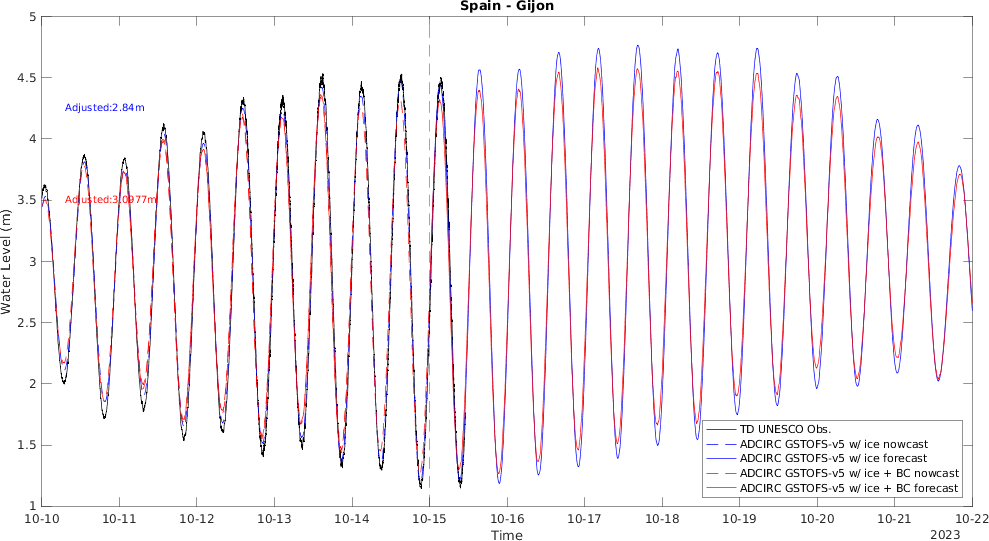 Spain - Gijon
5
4.5
4
3.5
3
2.5
2
1.5
1
Water Level (m)
Adjusted:2.84m
Adjusted:3.0977m
TD UNESCO Obs.
ADCIRC GSTOFS-v5 w/ ice nowcast
ADCIRC GSTOFS-v5 w/ ice forecast
ADCIRC GSTOFS-v5 w/ ice + BC nowcast
ADCIRC GSTOFS-v5 w/ ice + BC forecast
10-10 10-11 10-12 10-13 10-14 10-15 10-16 10-17 10-18 10-19 10-20 10-21 10-22
Time
2023